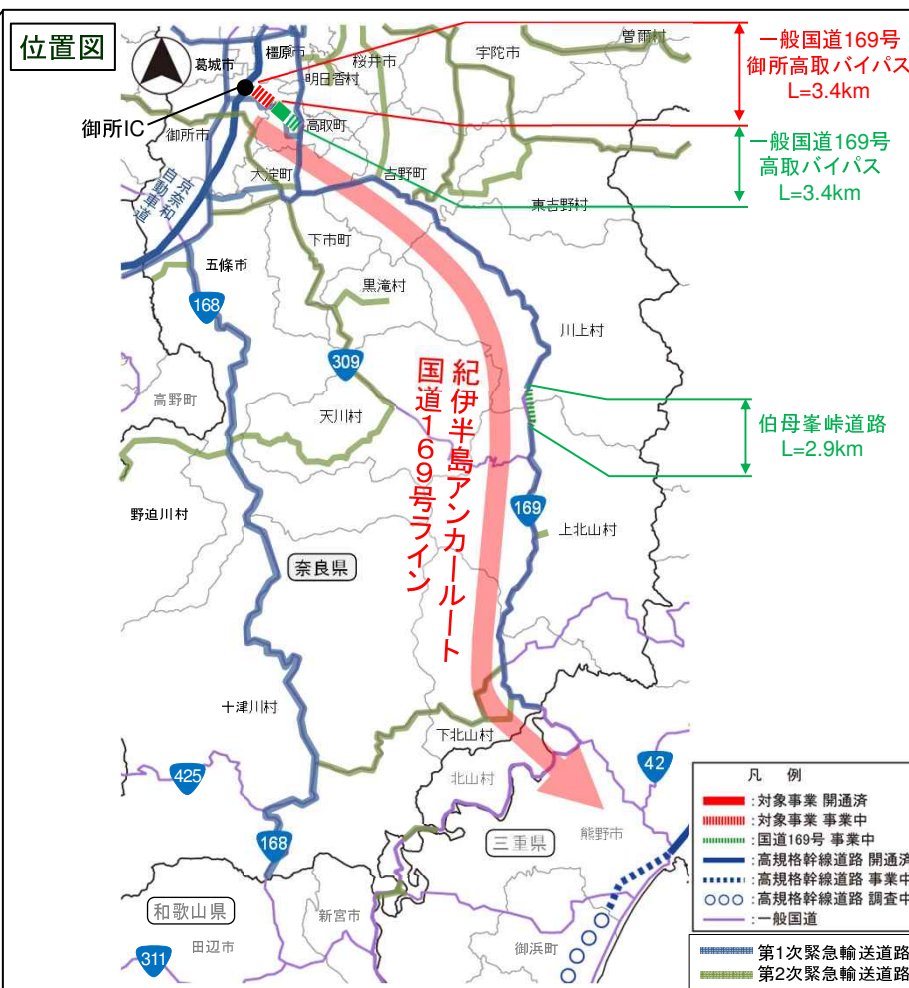 位置図
曽爾村
橿原市
桜井市
宇陀市
葛城市
明日香村
一般国道169号
御所高取バイパス
L=3.4km
御所IC
御所市
高取町
一般国道169号
高取バイパス
L=3.4km
大淀町
吉野町
東吉野村
京奈和
自動車道
下市町
五條市
黒滝村
168
川上村
309
高野町
天川村
紀伊半島アンカールート
国道169号ライン
伯母峯峠道路
L=2.9km
野迫川村
169
上北山村
奈良県
十津川村
下北山村
425
北山村
42
168
三重県
熊野市
和歌山県
新宮市
田辺市
御浜町
311
凡 例
:対象事業 開通済
:対象事業 事業中
:国道169号 事業中
:高規格幹線道路 開通済
:高規格幹線道路 事業中
:高規格幹線道路 調査中
:一般国道
第1次緊急輸送道路
第2次緊急輸送道路